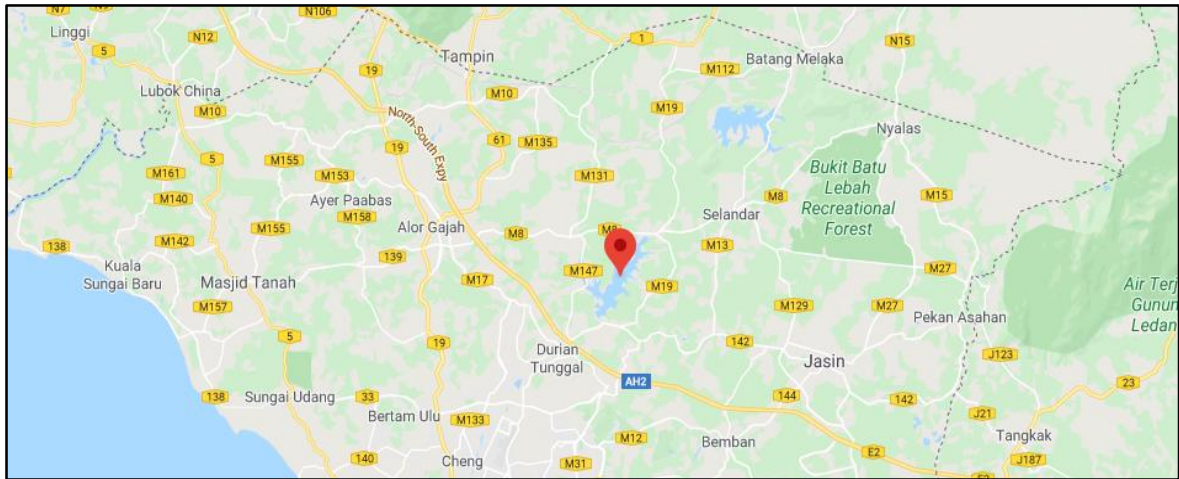 N7
N106
Linggi
N12
5
1
N15
Tampin
Batang Melaka
19
M112
Lubok China
M10
M10
M19
North-South Expy
61
Nyalas
5
19
M135
M155
M161
M153
M131
Bukit Batu
Lebah
Recreational
Forest
M140
Ayer Paabas
M8
M15
M158
Selandar
M155
Alor Gajah
M8
138
M142
M13
139
M147
M27
Kuala
Sungai Baru
Masjid Tanah
M17
M19
M157
M129
M27
Pekan Asahan
5
19
142
Durian
Tunggal
Jasin
J123
AH2
23
138
Sungai Udang
33
144
142
Bertam Ulu
M133
J21
M12
Bemban
Tangkak
140
Cheng
M31
E2
J187